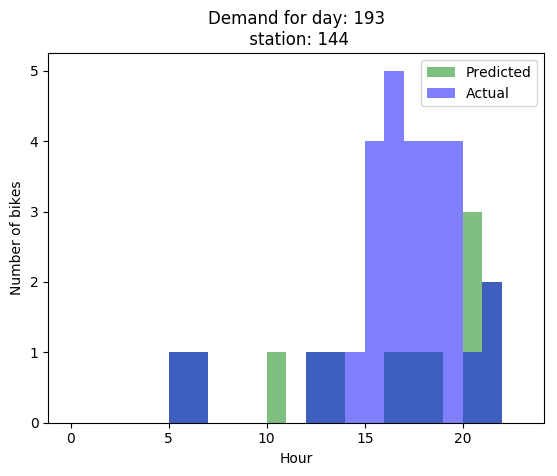 Demand for day: 193
station: 144
Predicted
Actual
Number of bikes
5
4
3
2
1
0
0
5
10
15
20
Hour